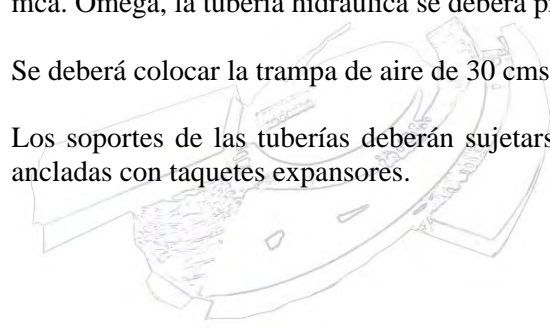 mca. Omega, la tubería hidráulica se deberá pr
Se deberá colocar la trampa de aire de 30 cms
Los soportes de las tuberías deberán sujetars
ancladas con taquetes expansores.